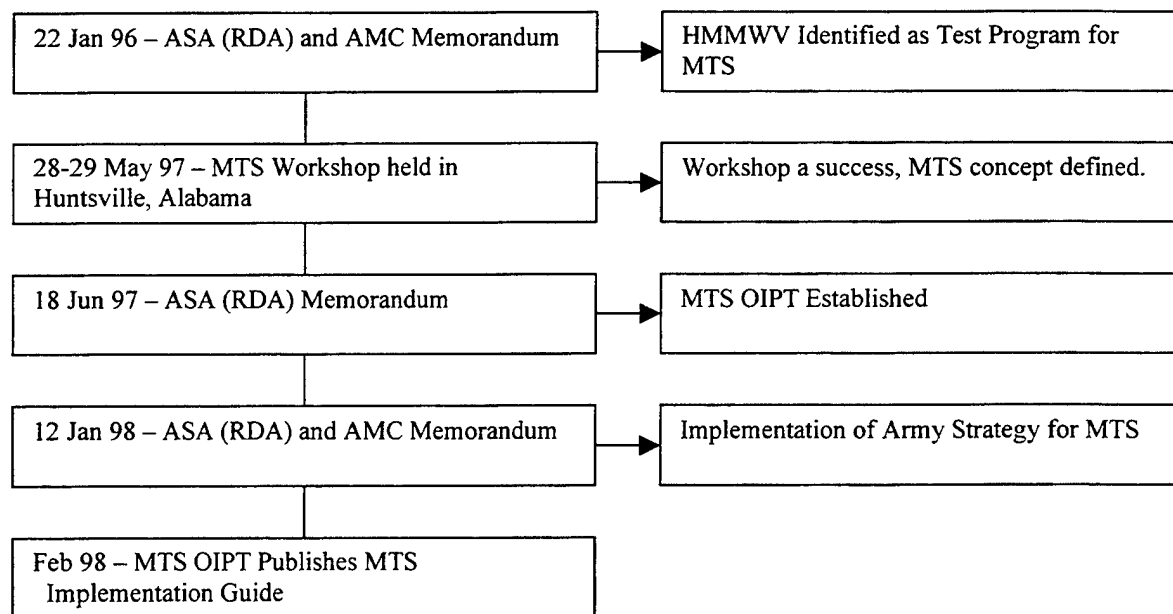 22 Jan 96 – ASA (RDA) and AMC Memorandum
HMMWV Identified as Test Program for
MTS
28-29 May 97 – MTS Workshop held in
Huntsville, Alabama
Workshop a success, MTS concept defined.
18 Jun 97 – ASA (RDA) Memorandum
MTS OIPT Established
12 Jan 98 – ASA (RDA) and AMC Memorandum
Implementation of Army Strategy for MTS
Feb 98 – MTS OIPT Publishes MTS
Implementation Guide